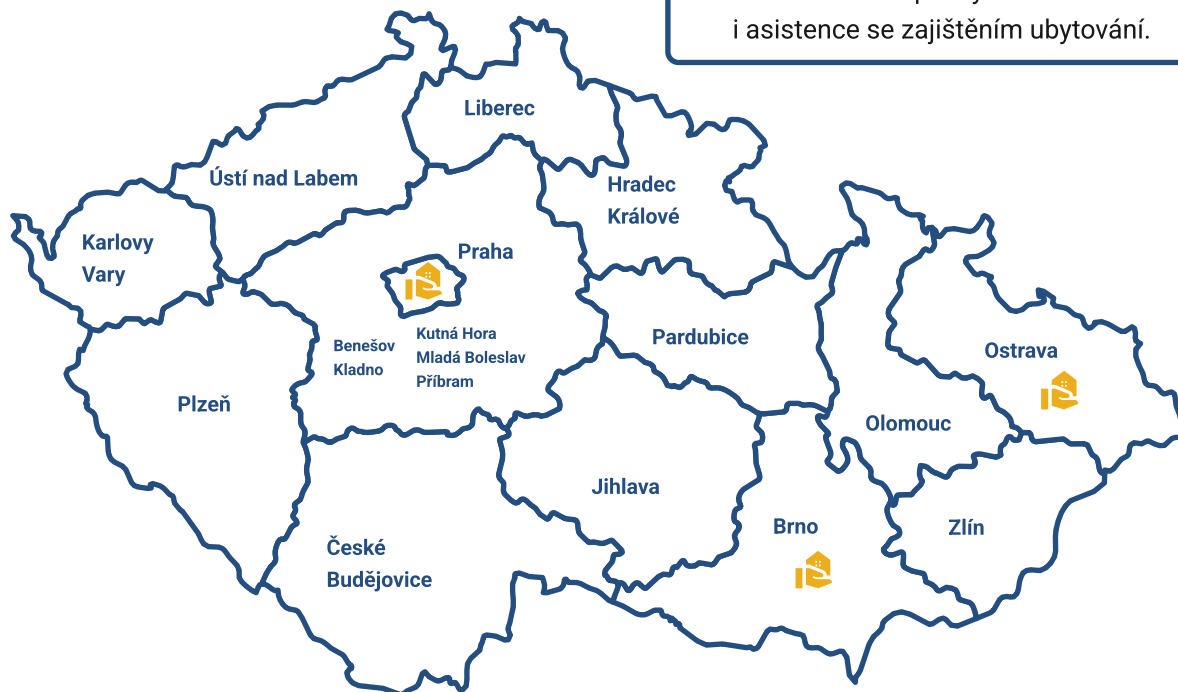 i asistence se zajištěním ubytování.
Liberec
Ústí nad Labem
Hradec
Králové
Karlovy
Vary
Praha
Kutná Hora
Mladá Boleslav
Příbram
Benešov
Kladno
Pardubice
Ostrava
Plzeň
Olomouc
Jihlava
Brno
Zlín
České
Budějovice